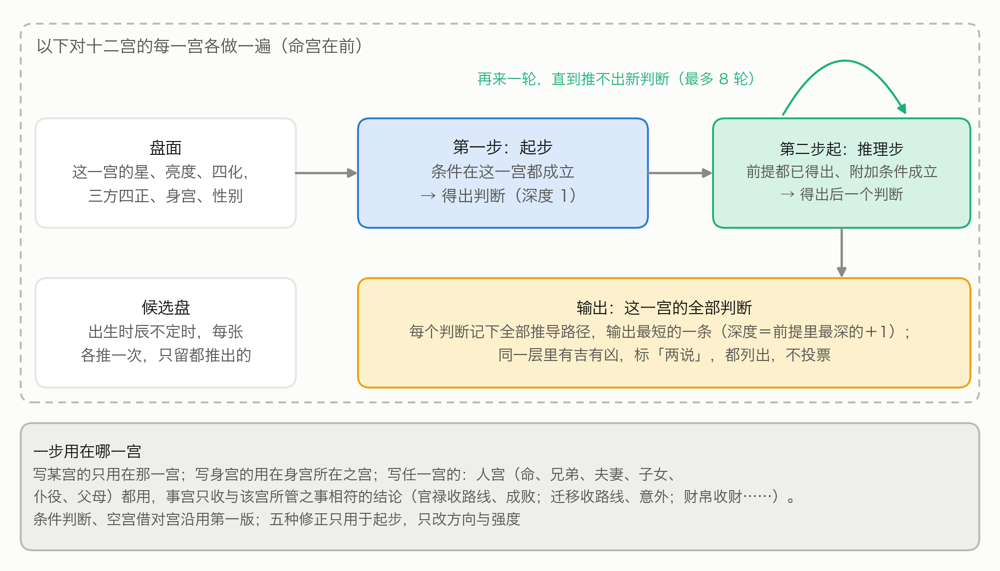 以下对十二宫的每一宫各做一遍（命宫在前）
再来一轮，直到推不出新判断（最多 8 轮）
盘面
这一宫的星、亮度、四化，
三方四正、身宫、性别
第一步：起步
条件在这一宫都成立
→ 得出判断（深度 1）
第二步起：推理步
前提都已得出、附加条件成立
→ 得出后一个判断
候选盘
出生时辰不定时，每张
各推一次，只留都推出的
输出：这一宫的全部判断
每个判断记下全部推导路径，输出最短的一条（深度＝前提里最深的＋1）；
同一层里有吉有凶，标「两说」，都列出，不投票
一步用在哪一宫
写某宫的只用在那一宫；写身宫的用在身宫所在之宫；写任一宫的：人宫（命、兄弟、夫妻、子女、
仆役、父母）都用，事宫只收与该宫所管之事相符的结论（官禄收路线、成败；迁移收路线、意外；财帛收财……）。
条件判断、空宫借对宫沿用第一版；五种修正只用于起步，只改方向与强度